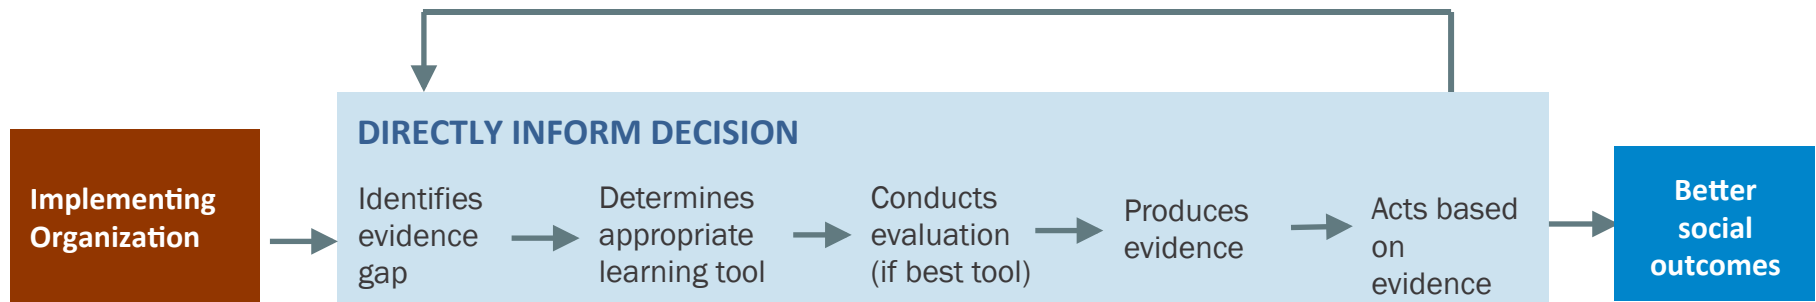 DIRECTLY INFORM DECISION
Implementing
Organization
Identifies
evidence
gap
Determines
appropriate
learning tool
Conducts
evaluation
(if best tool)
Produces
evidence
Acts based
on
evidence
Better
social
outcomes